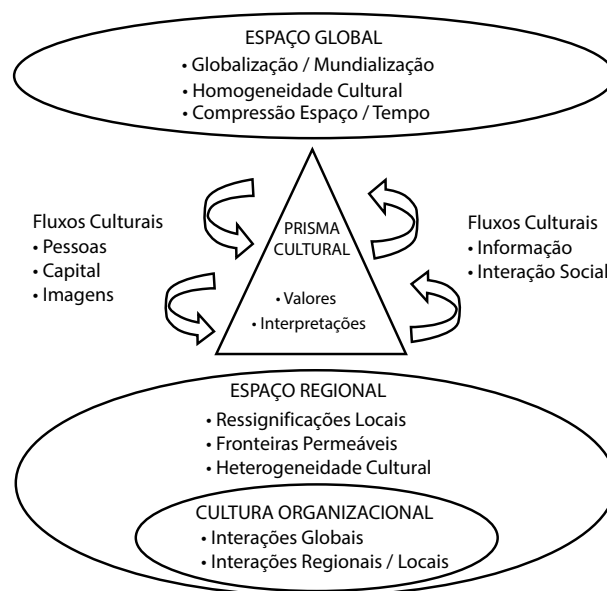 ESPAÇO GLOBAL
• Globalização / Mundialização
• Homogeneidade Cultural
• Compressão Espaço / Tempo
Fluxos Culturais
• Pessoas
• Capital
• Imagens
PRISMA
CULTURAL
• Valores
• Interpretações
Fluxos Culturais
• Informação
• Interação Social
ESPAÇO REGIONAL
• Ressignificações Locais
• Fronteiras Permeáveis
• Heterogeneidade Cultural
CULTURA ORGANIZACIONAL
• Interações Globais
• Interações Regionais / Locais